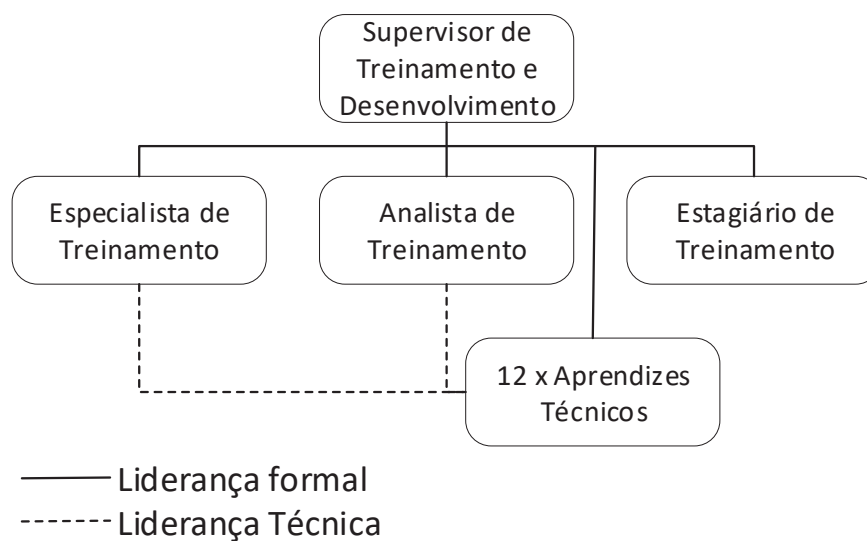 Supervisor de
Treinamento e
Desenvolvimento
Especialista de
Treinamento
Analista de
Treinamento
Estagiário de
Treinamento
12 x Aprendizes
Técnicos
Liderança formal
Liderança Técnica